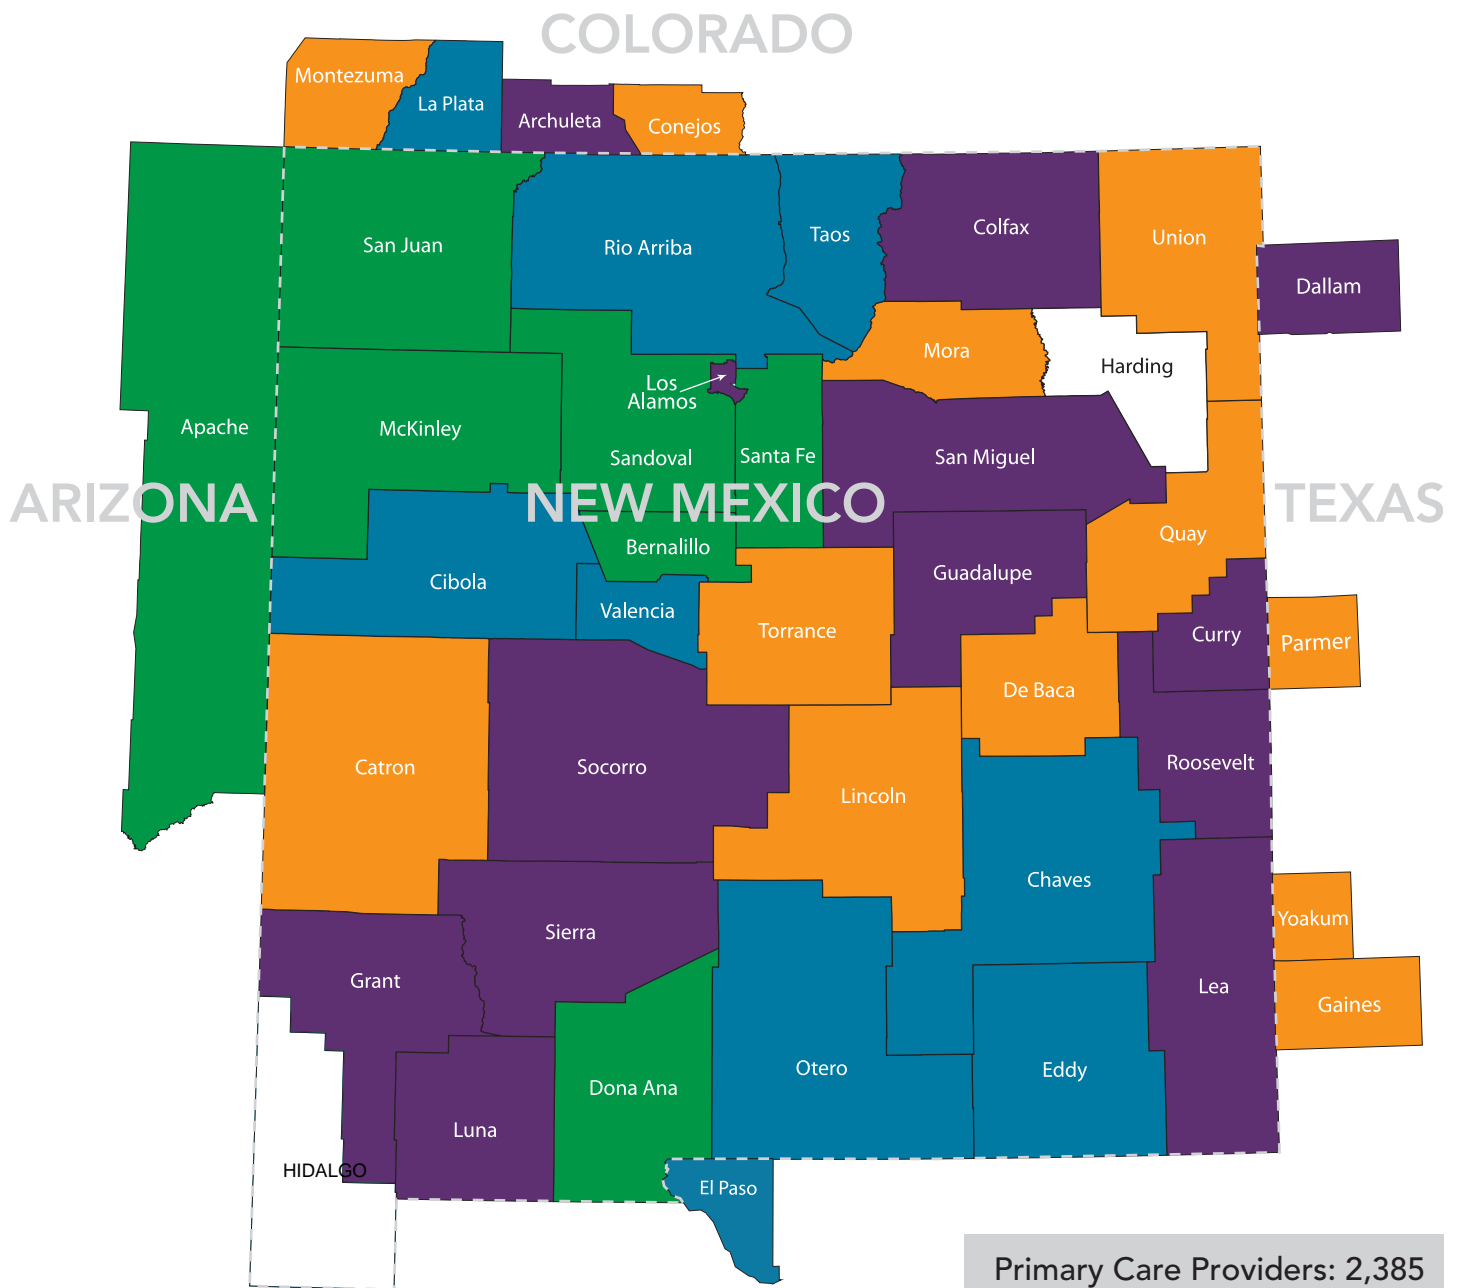 COLORADO
Montezuma
La Plata
Archuleta
Conejos
San Juan
Rio Arriba
Taos
Colfax
Union
Dallam
Mora
Harding
Los
Alamos
Apache
McKinley
Sandoval
Santa Fe
San Miguel
ARIZONA
NEW MEXICO
TEXAS
Quay
Bernalillo
Cibola
Guadalupe
Valencia
Torrance
Curry
Parmer
De Baca
Catron
Socorro
Roosevelt
Lincoln
Chaves
Yoakum
Sierra
Grant
Lea
Gaines
Otero
Eddy
Dona Ana
Luna
HIDALGO
El Paso
Primary Care Providers: 2,385